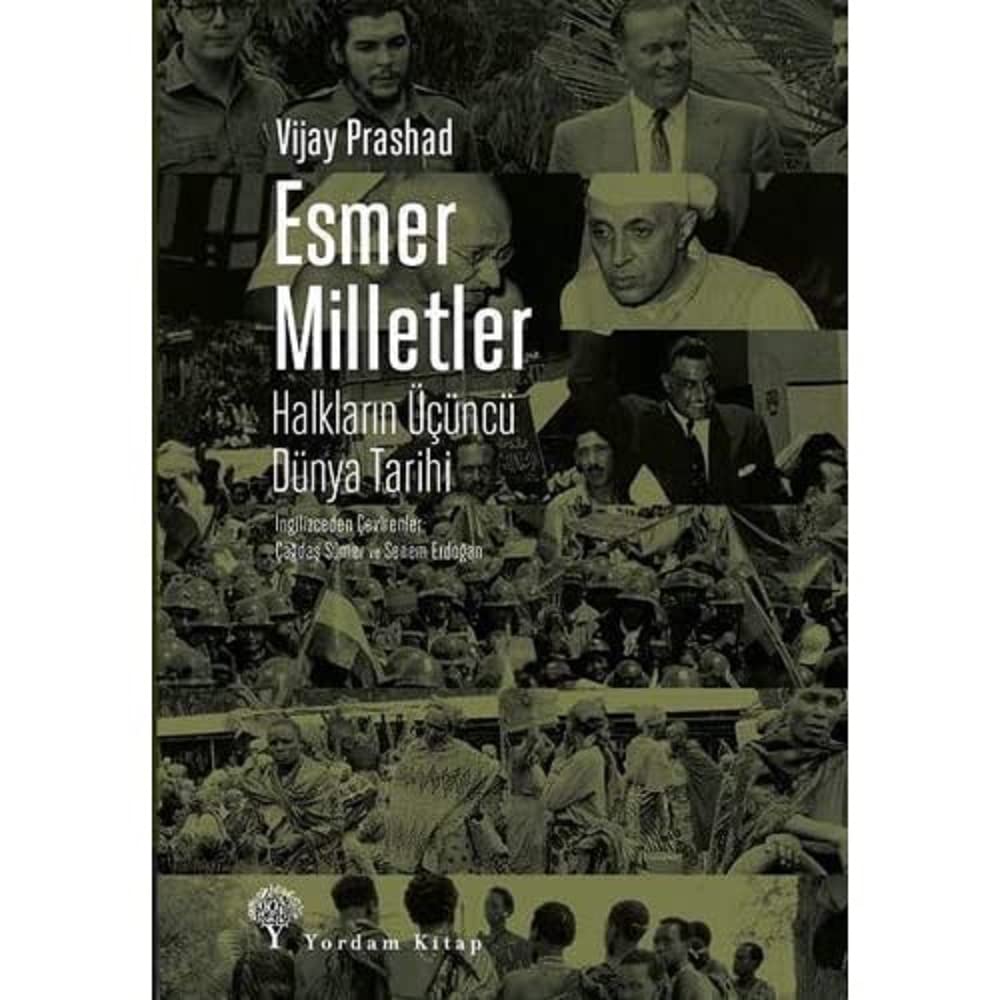 Vijay Prashad
Esmer
Milletler
Halkların Üçüncü
Dünya Tarihi
İngilizceden Çevirenler:
Çağdaş Sümer ve Senem Erdoğan
Yordam Kitap